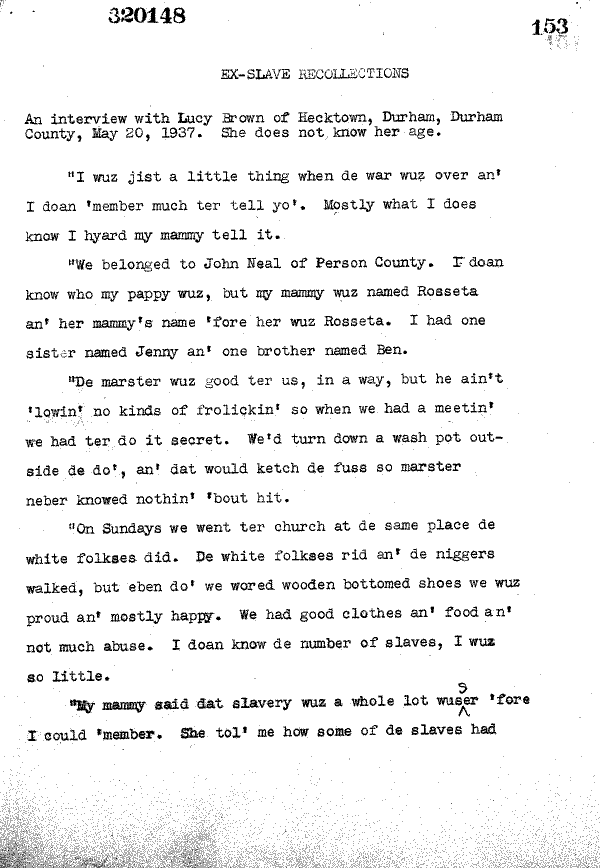 320148
153
EX-SLAVE RECOLLECTIONS
An interview with Lucy Brown of Hecktown, Durham, Durham
County, May 20, 1937. She does not know her age.
"I wuz jist a little thing when de war wuz over an'
I doan 'member much ter tell yo'. Mostly what I does
know I hyard my mammy tell it.
"We belonged to John Neal of Person County. I doan
know who my pappy wuz, but my mammy wuz named Rosseta
an' her mammy's name 'fore her wuz Rosseta. I had one
sister named Jenny an' one brother named Ben.
"De marster wuz good ter us, in a way, but he ain't
'lowin' no kinds of frolickin' so when we had a meetin'
we had ter do it secret. We'd turn down a wash pot out-
side de do', an' dat would ketch de fuss so marster
neber knowed nothin' 'bout hit.
"On Sundays we went ter church at de same place de
white folkses did. De white folkses rid an' de niggers
walked, but eben do' we wored wooden bottomed shoes we wuz
proud an' mostly happy. We had good clothes an' food an'
not much abuse. I doan know de number of slaves, I wuz
so little.
s
"My mammy said dat slavery wuz a whole lot wuser 'fore
I could 'member. She tol' me how some of de slaves had